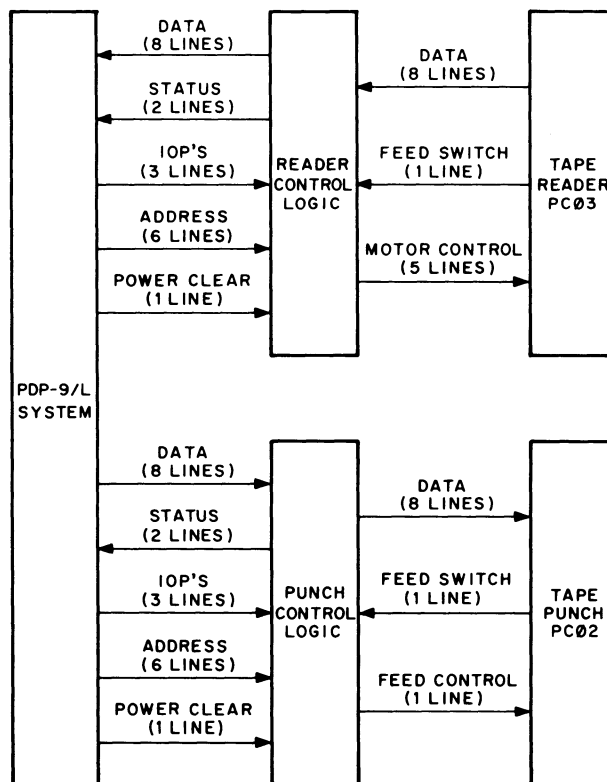 DATA
(8 LINES)
STATUS
(2 LINES)
IOP'S
(3 LINES)
ADDRESS
(6 LINES)
POWER CLEAR
(1 LINE)
READER
CONTROL
LOGIC
DATA
(8 LINES)
FEED SWITCH
(1 LINE)
MOTOR CONTROL
(5 LINES)
TAPE
READER
PCØ3
PDP-9/L
SYSTEM
DATA
(8 LINES)
STATUS
(2 LINES)
IOP'S
(3 LINES)
ADDRESS
(6 LINES)
POWER CLEAR
(1 LINE)
PUNCH
CONTROL
LOGIC
DATA
(8 LINES)
FEED SWITCH
(1 LINE)
FEED CONTROL
(1 LINE)
TAPE
PUNCH
PCØ2